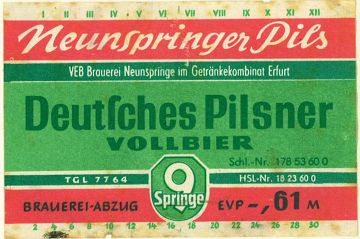 I II III IV V VI VII VIII IX X XI XII
Neunspringer Pils
VEB Brauerei Neunspringe im Getränkekombinat Erfurt
Deutſches Pilsner
VOLLBIER
Schl.-Nr. 178 53 60 0
TGL 7764
HSL-Nr. 18 23 60 0
9
Springe
BRAUEREI-ABZUG
EVP -,61 M
2 4 6 8 10 12 14 16 18 20 22 24 26 28 30